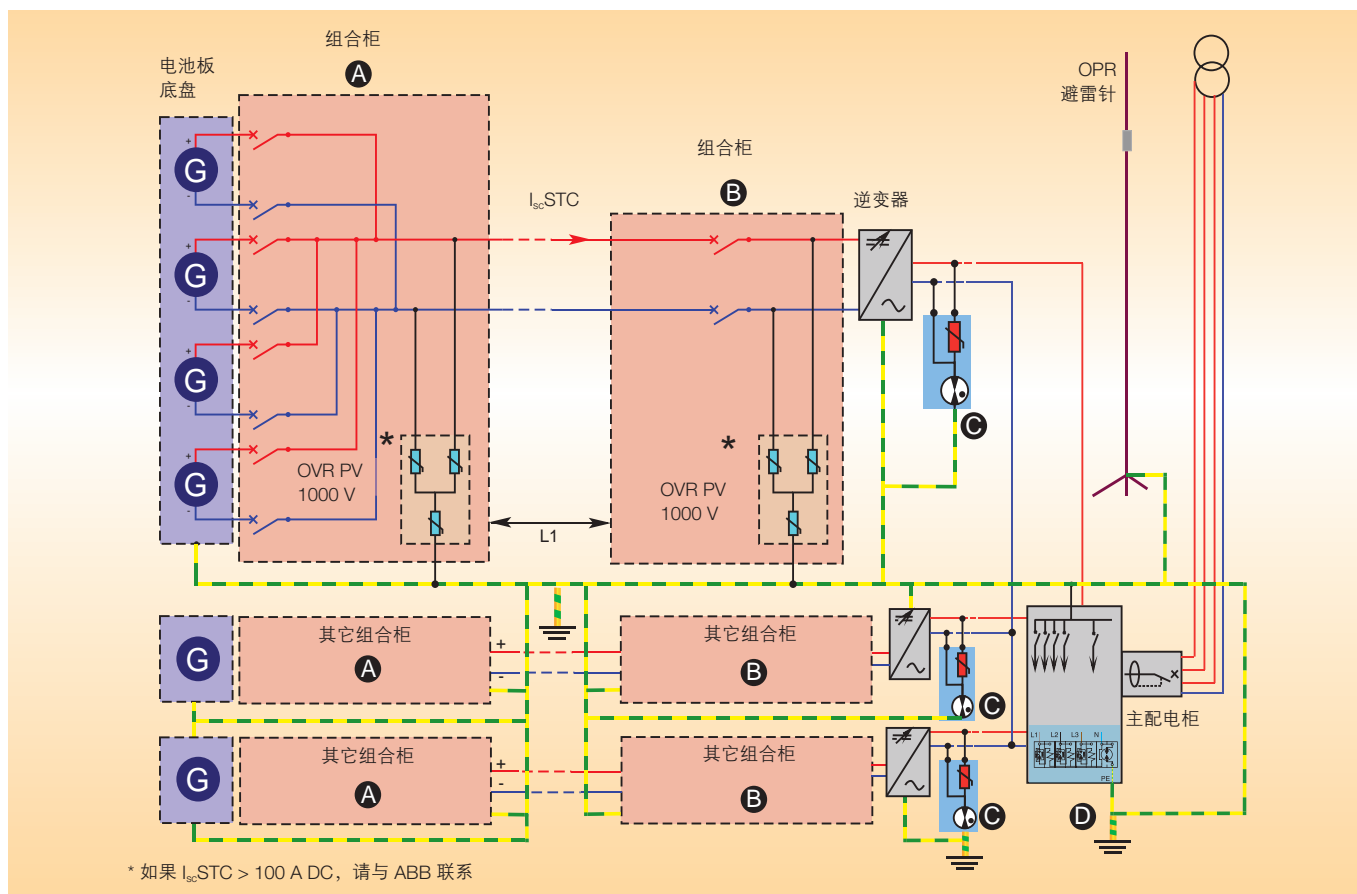 组合柜
A
电池板
底盘
OPR
避雷针
组合柜
B
逆变器
IscSTC
+
G
-
+
G
-
+
G
-
+
G
-
*
OVR PV
1000 V
*
OVR PV
1000 V
L1
C
G
其它组合柜
A
+
-
其它组合柜
B
C
主配电柜
G
其它组合柜
A
+
-
其它组合柜
B
C
L1 L2 L3 N
PE
D
* 如果 IscSTC > 100 A DC，请与 ABB 联系